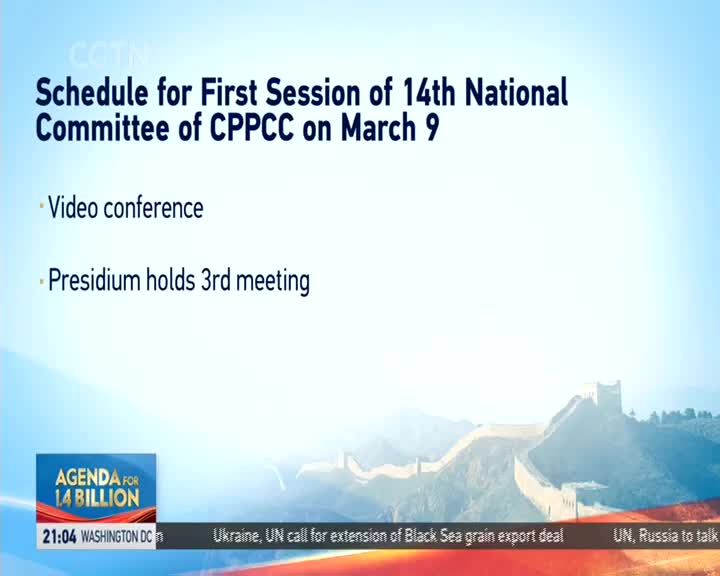 CGTN
Schedule for First Session of 14th National
Committee of CPPCC on March 9
· Video conference
· Presidium holds 3rd meeting
AGENDA FOR
1.4 BILLION
21:04 WASHINGTON DC
n Ukraine, UN call for extension of Black Sea grain export deal UN, Russia to talk